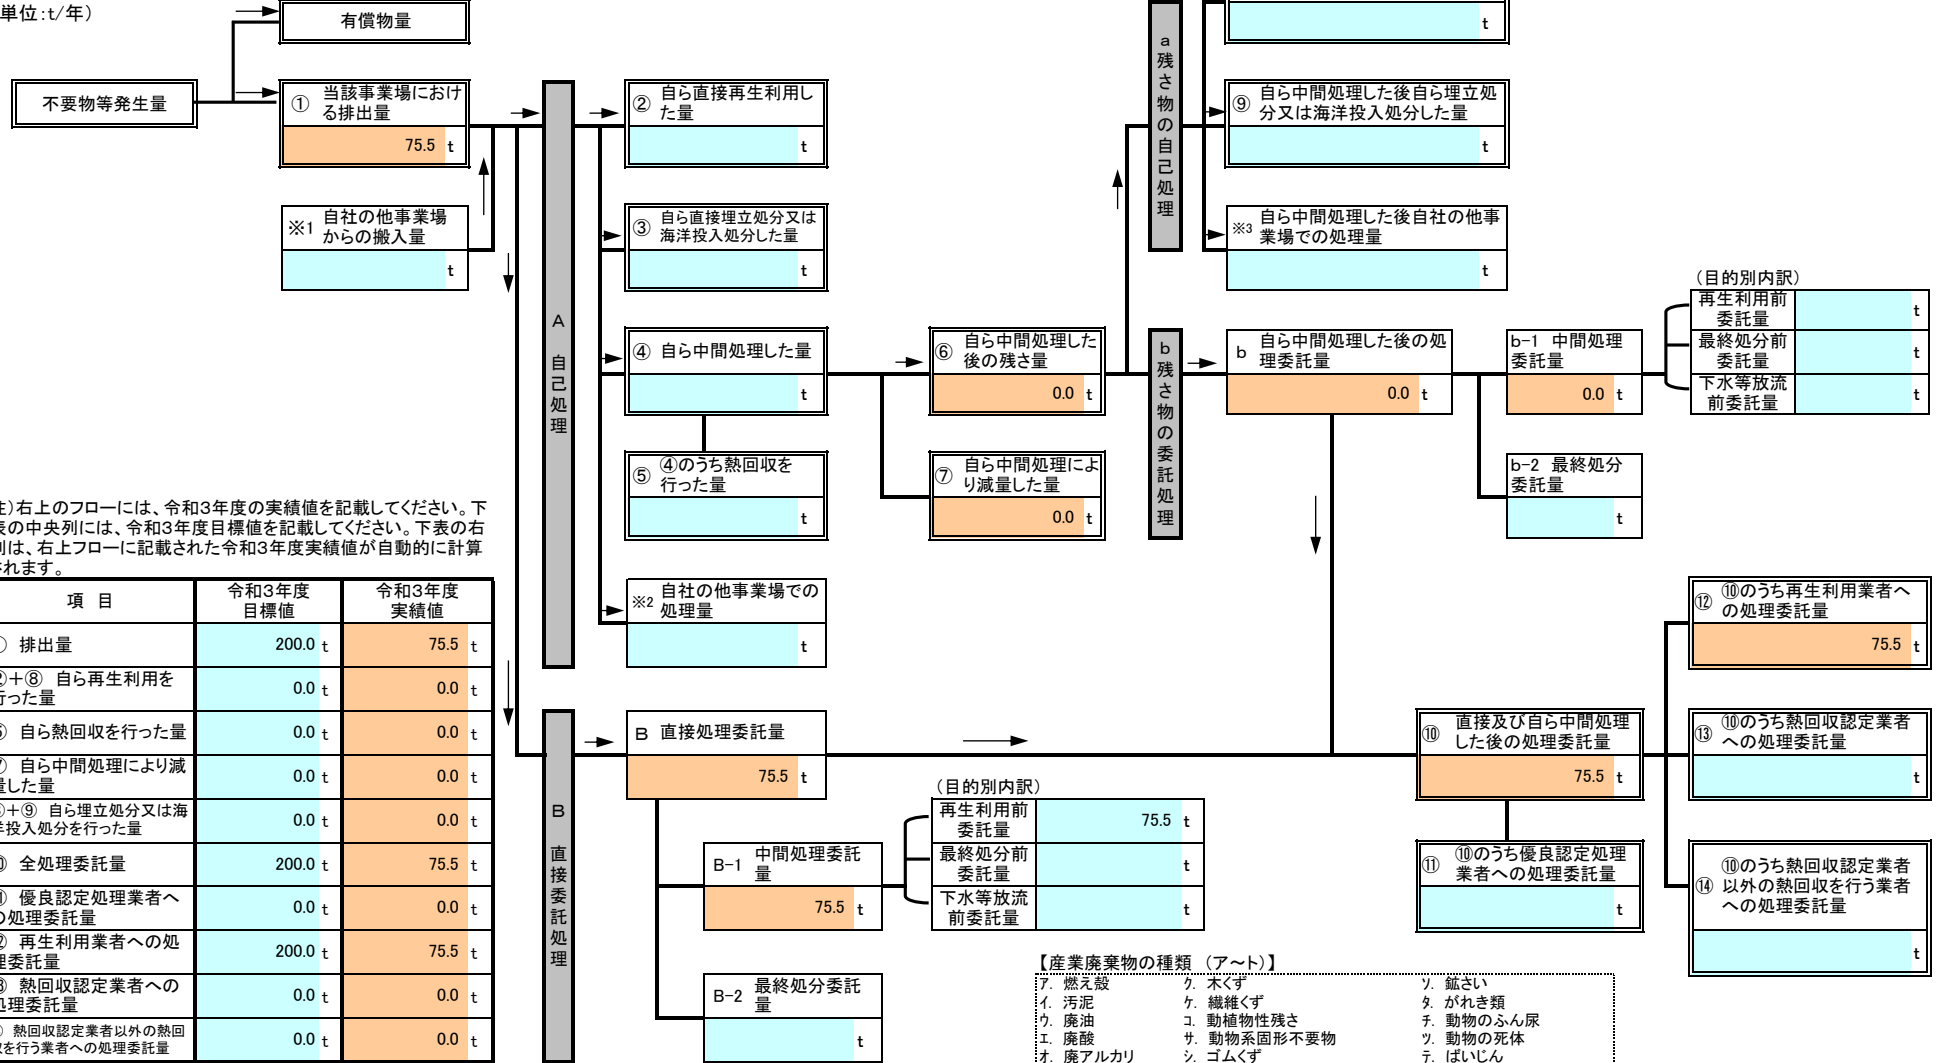 単位:t/年）
有償物量
不要物等発生量
① 当該事業場におけ
る排出量
75.5 t
※1 自社の他事業場
からの搬入量
t
A 自己処理
② 自ら直接再生利用し
た量
t
③ 自ら直接埋立処分又は
海洋投入処分した量
t
④ 自ら中間処理した量
t
⑤ ④のうち熱回収を
行った量
t
※2 自社の他事業場での
処理量
t
⑥ 自ら中間処理した
後の残さ量
0.0 t
⑦ 自ら中間処理によ
り減量した量
0.0 t
a 残さ物の自己処理
t
⑨ 自ら中間処理した後自ら埋立処
分又は海洋投入処分した量
t
※3 自ら中間処理した後自社の他事
業場での処理量
t
b 残さ物の委託処理
b 自ら中間処理した後の処
理委託量
0.0 t
b-1 中間処理
委託量
0.0 t
（目的別内訳）
再生利用前
委託量
t
最終処分前
委託量
t
下水等放流
前委託量
t
b-2 最終処分
委託量
t
)右上のフローには、令和3年度の実績値を記載してください。下
表の中央列には、令和3年度目標値を記載してください。下表の右
列は、右上フローに記載された令和3年度実績値が自動的に計算
されます。
項 目
令和3年度
目標値
令和3年度
実績値
排出量 200.0 t 75.5 t
②＋⑧ 自ら再生利用を
行った量
0.0 t 0.0 t
自ら熱回収を行った量 0.0 t 0.0 t
自ら中間処理により減
量した量
0.0 t 0.0 t
＋⑨ 自ら埋立処分又は海
洋投入処分を行った量
0.0 t 0.0 t
全処理委託量 200.0 t 75.5 t
優良認定処理業者へ
の処理委託量
0.0 t 0.0 t
再生利用業者への処
理委託量
200.0 t 75.5 t
熱回収認定業者への
処理委託量
0.0 t 0.0 t
熱回収認定業者以外の熱回
収を行う業者への処理委託量
0.0 t 0.0 t
B 直接委託処理
B 直接処理委託量
75.5 t
B-1 中間処理委託
量
75.5 t
（目的別内訳）
再生利用前
委託量
75.5 t
最終処分前
委託量
t
下水等放流
前委託量
t
B-2 最終処分委託
量
t
⑩ 直接及び自ら中間処理
した後の処理委託量
75.5 t
⑪ ⑩のうち優良認定処理
業者への処理委託量
t
⑫ ⑩のうち再生利用業者へ
の処理委託量
75.5 t
⑬ ⑩のうち熱回収認定業者
への処理委託量
t
⑭ ⑩のうち熱回収認定業者
以外の熱回収を行う業者
への処理委託量
t
【産業廃棄物の種類 （ア～ト）】
ア. 燃え殻 ク. 木くず ソ. 鉱さい
イ. 汚泥 ケ. 繊維くず タ. がれき類
ウ. 廃油 コ. 動植物性残さ チ. 動物のふん尿
エ. 廃酸 サ. 動物系固形不要物 ツ. 動物の死体
オ. 廃アルカリ シ. ゴムくず テ. ばいじん